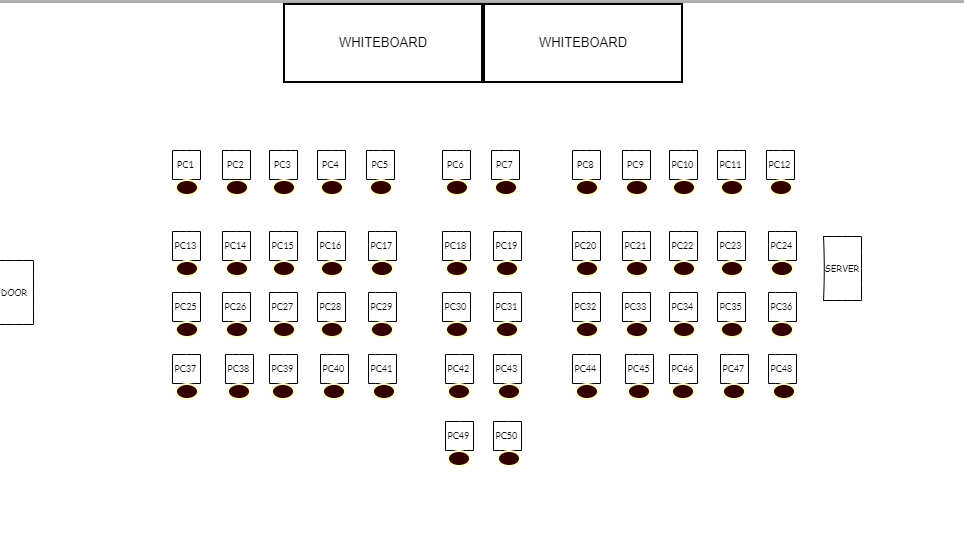 WHITEBOARD WHITEBOARD
PC1 PC2 PC3 PC4 PC5 PC6 PC7 PC8 PC9 PC10 PC11 PC12
PC13 PC14 PC15 PC16 PC17 PC18 PC19 PC20 PC21 PC22 PC23 PC24
SERVER
DOOR
PC25 PC26 PC27 PC28 PC29 PC30 PC31 PC32 PC33 PC34 PC35 PC36
PC37 PC38 PC39 PC40 PC41 PC42 PC43 PC44 PC45 PC46 PC47 PC48
PC49 PC50